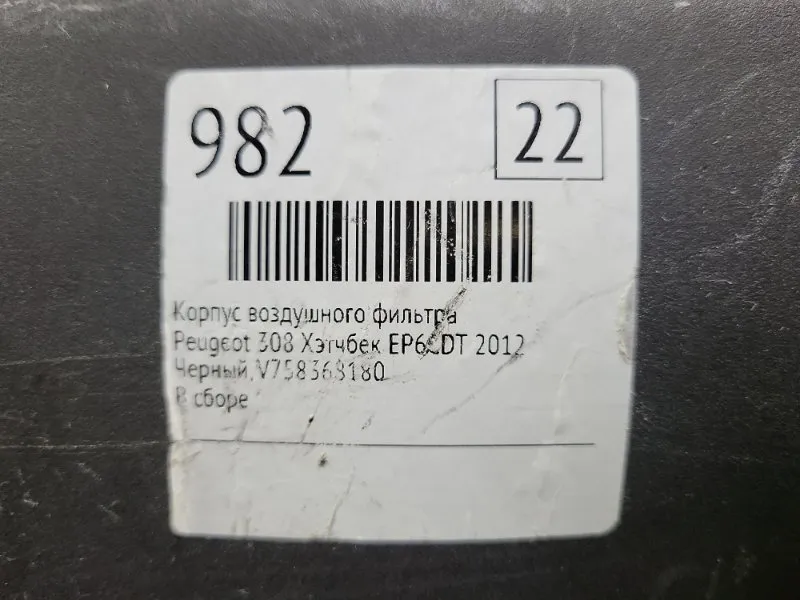 982
22
Корпус воздушного фильтра
Peugeot 308 Хэтчбек EP6CDT 2012
Черный, V758368180
В сборе